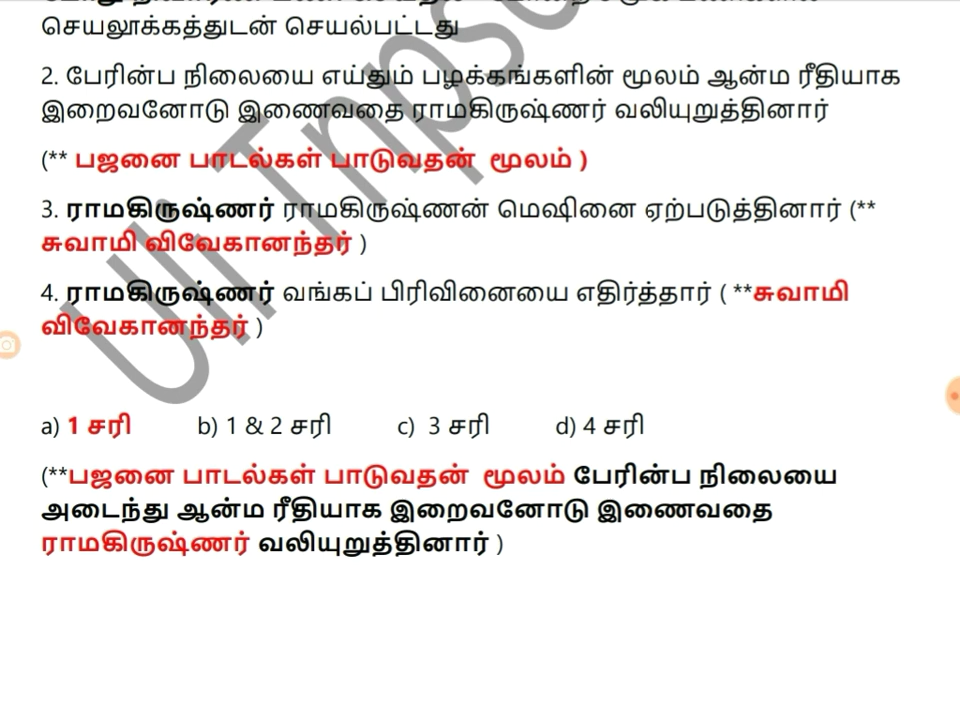 செயலூக்கத்துடன் செயல்பட்டது
2. பேரின்ப நிலையை எய்தும் பழக்கங்களின் மூலம் ஆன்ம ரீதியாக
இறைவனோடு இணைவதை ராமகிருஷ்ணர் வலியுறுத்தினார்
(** பஜனை பாடல்கள் பாடுவதன் மூலம் )
3. ராமகிருஷ்ணர் ராமகிருஷ்ணன் மெஷினை ஏற்படுத்தினார் (**
சுவாமி விவேகானந்தர் )
4. ராமகிருஷ்ணர் வங்கப் பிரிவினையை எதிர்த்தார் ( **சுவாமி
விவேகானந்தர் )
a) 1 சரி b) 1 & 2 சரி c) 3 சரி d) 4 சரி
(**பஜனை பாடல்கள் பாடுவதன் மூலம் பேரின்ப நிலையை
அடைந்து ஆன்ம ரீதியாக இறைவனோடு இணைவதை
ராமகிருஷ்ணர் வலியுறுத்தினார் )